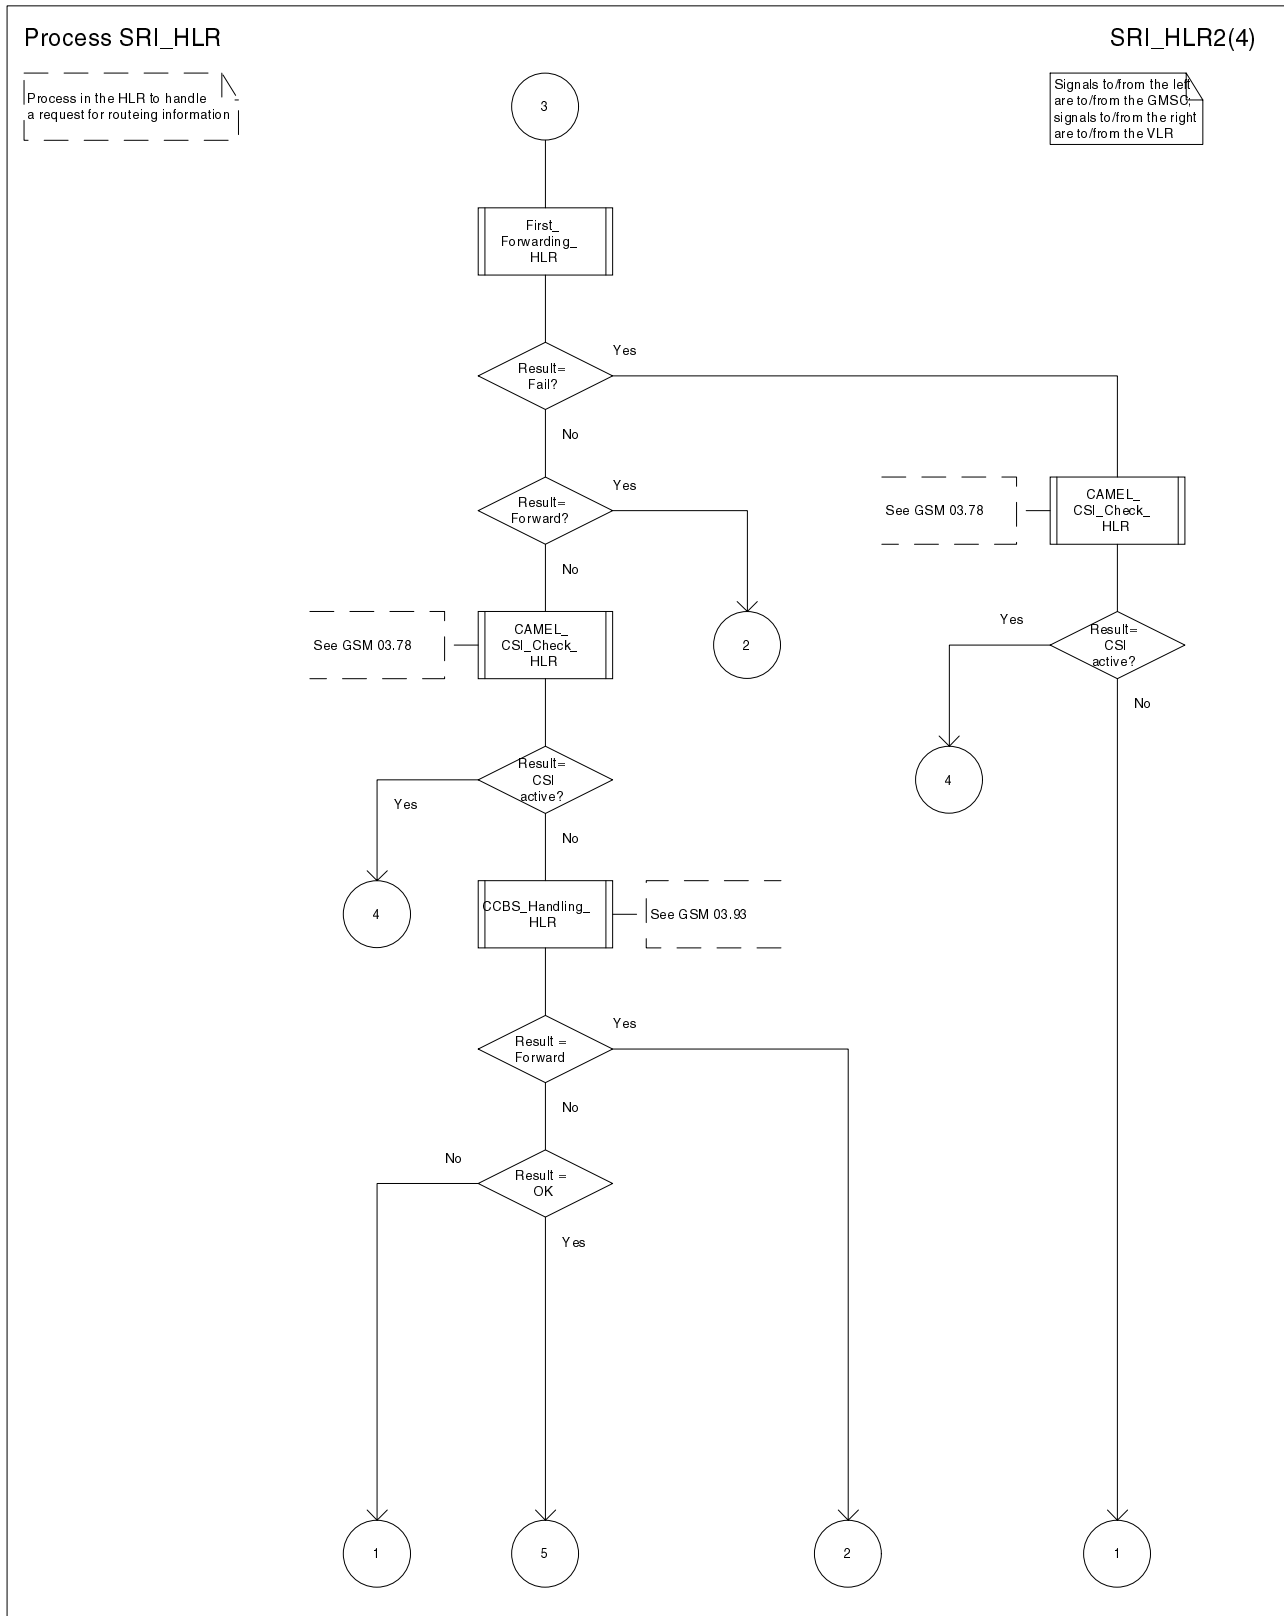 Process SRI_HLR
SRI_HLR2(4)
Process in the HLR to handle
a request for routeing information
3
Signals to/from the left
are to/from the GMSC;
signals to/from the right
are to/from the VLR
First_
Forwarding_
HLR
Result=
Fail?
Yes
No
Result=
Forward?
Yes
No
See GSM 03.78
CAMEL_
CSI_Check_
HLR
See GSM 03.78
CAMEL_
CSI_Check_
HLR
2
Yes
Result=
CSI
active?
No
Result=
CSI
active?
Yes
No
4
4
CCBS_Handling_
HLR
See GSM 03.93
Result =
Forward
Yes
No
No
Result =
OK
Yes
1
5
2
1